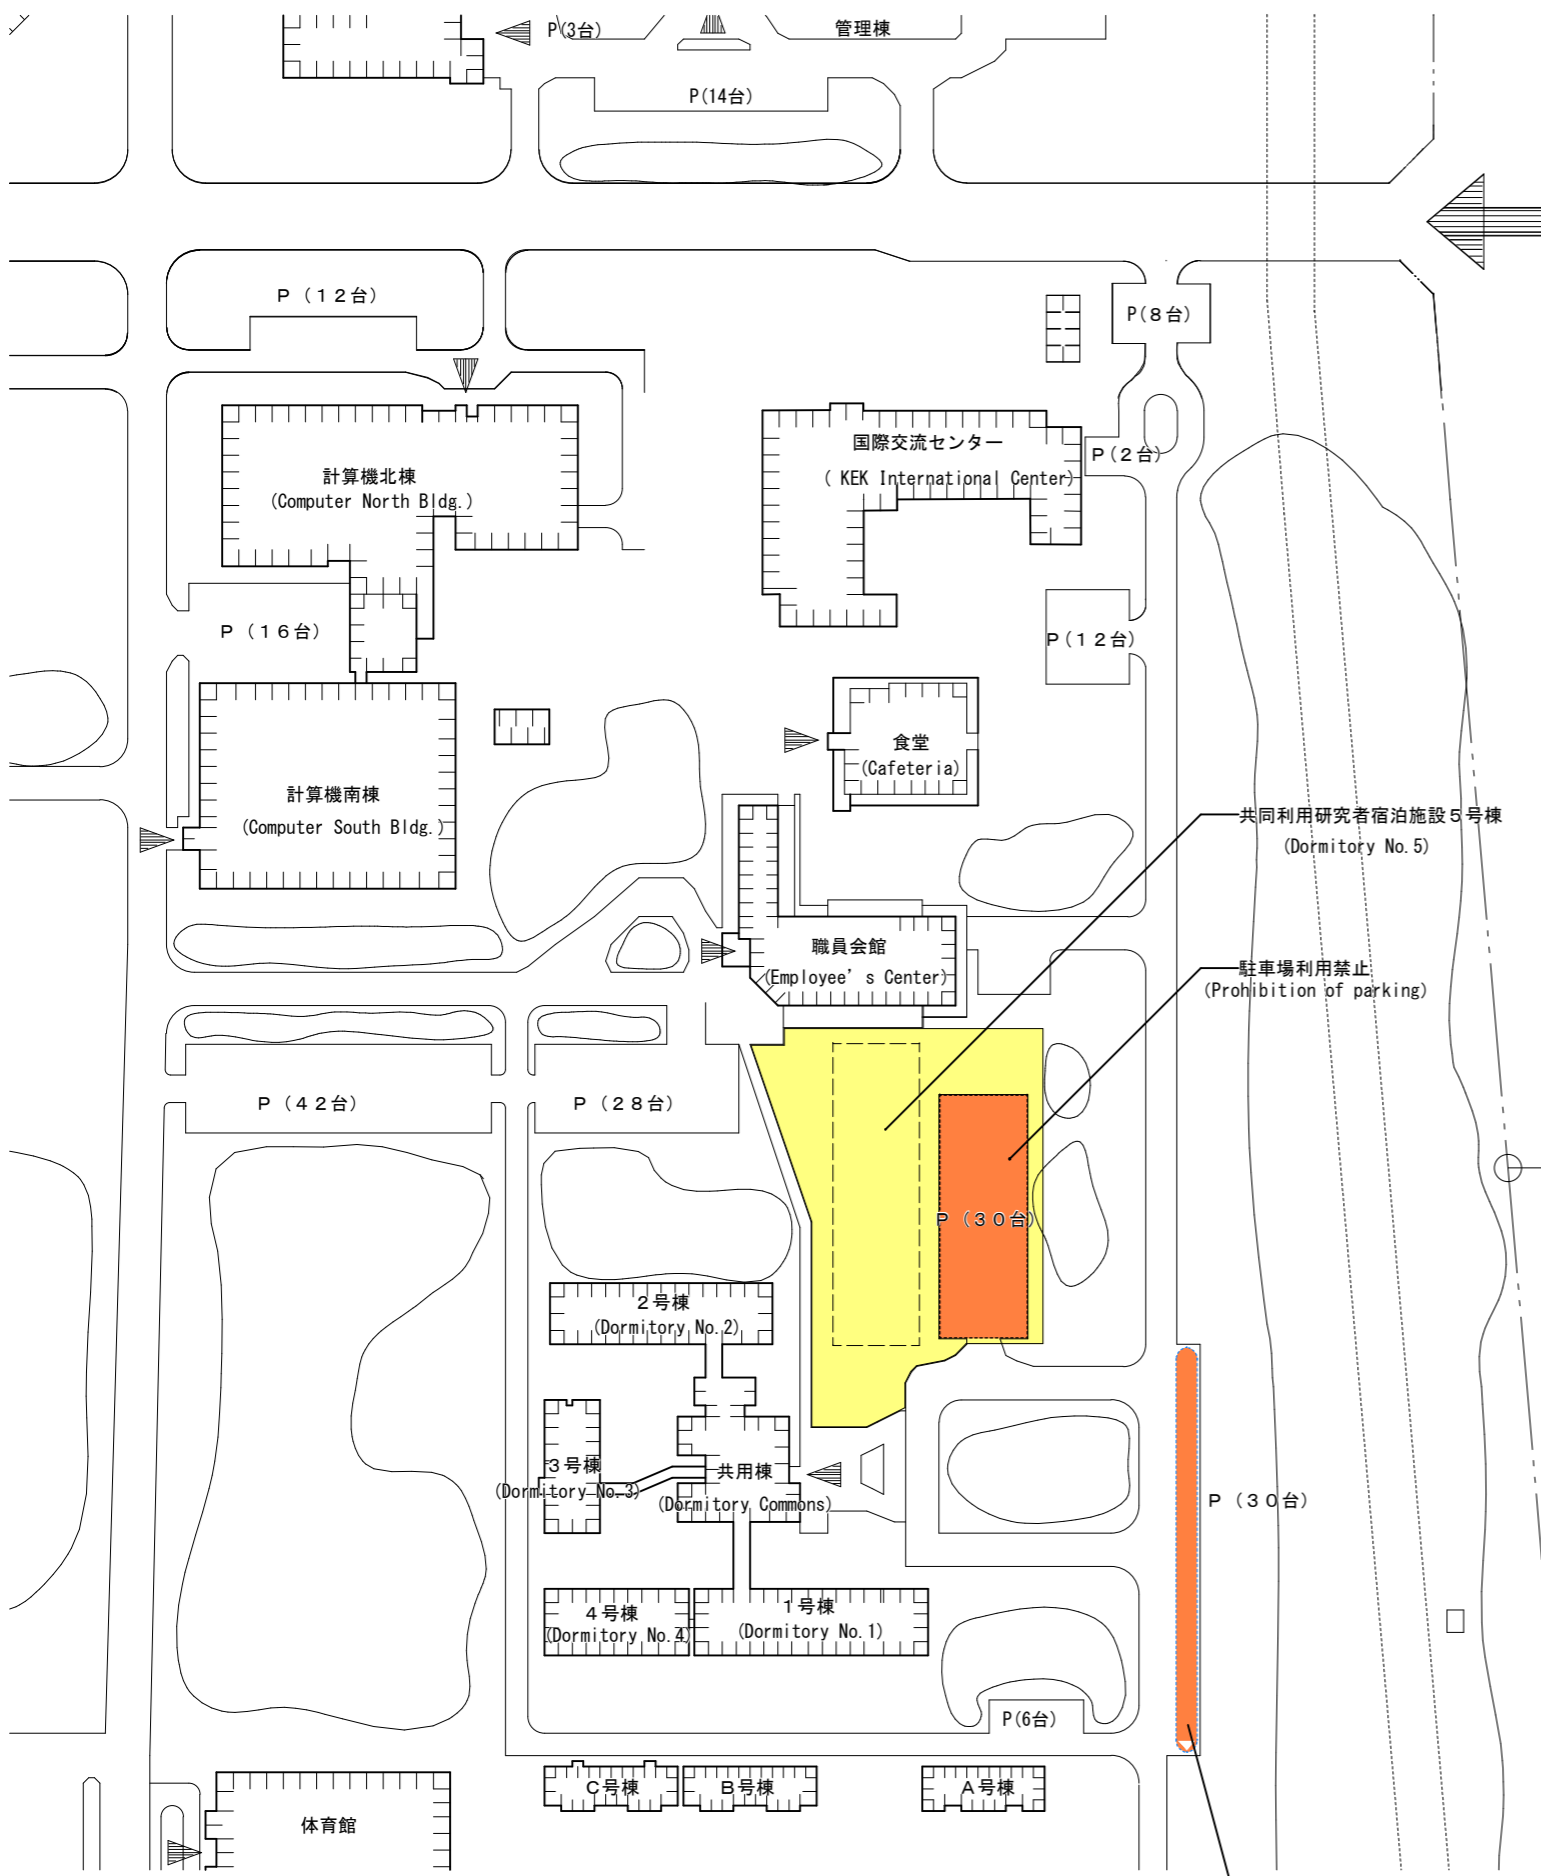 P(3台)
管理棟
P(14台)
P（１２台）
P(８台)
国際交流センター
( KEK International Center)
P(２台)
計算機北棟
(Computer North Bldg.)
P（１６台）
P(１２台)
食堂
(Cafeteria)
計算機南棟
(Computer South Bldg.)
共同利用研究者宿泊施設５号棟
(Dormitory No.5)
職員会館
(Employee’s Center)
駐車場利用禁止
(Prohibition of parking)
P（４２台）
P（２８台）
P（３０台）
２号棟
(Dormitory No.2)
３号棟
(Dormitory No.3)
共用棟
(Dormitory Commons)
P（３０台）
４号棟
(Dormitory No.4)
１号棟
(Dormitory No.1)
P(6台)
Ｃ号棟
Ｂ号棟
Ａ号棟
体育館